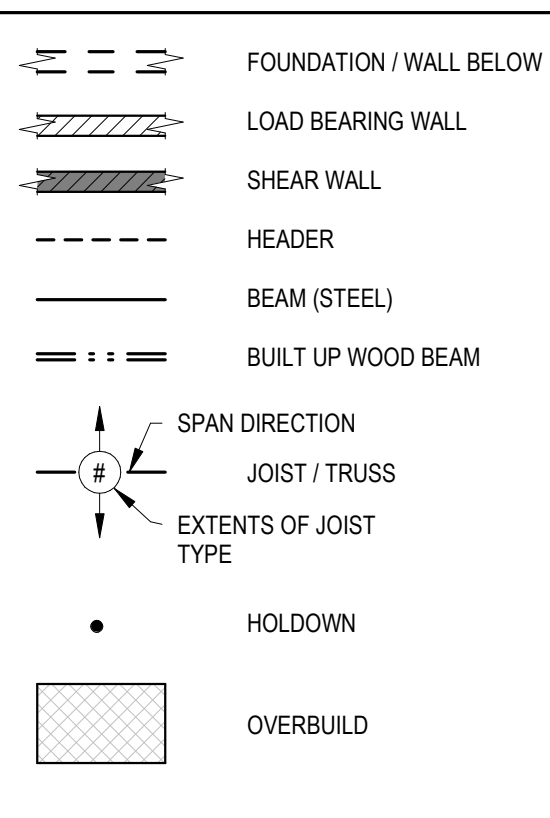 FOUNDATION / WALL BELOW
LOAD BEARING WALL
SHEAR WALL
HEADER
BEAM (STEEL)
BUILT UP WOOD BEAM
SPAN DIRECTION
#
JOIST / TRUSS
EXTENTS OF JOIST
TYPE
HOLDOWN
OVERBUILD